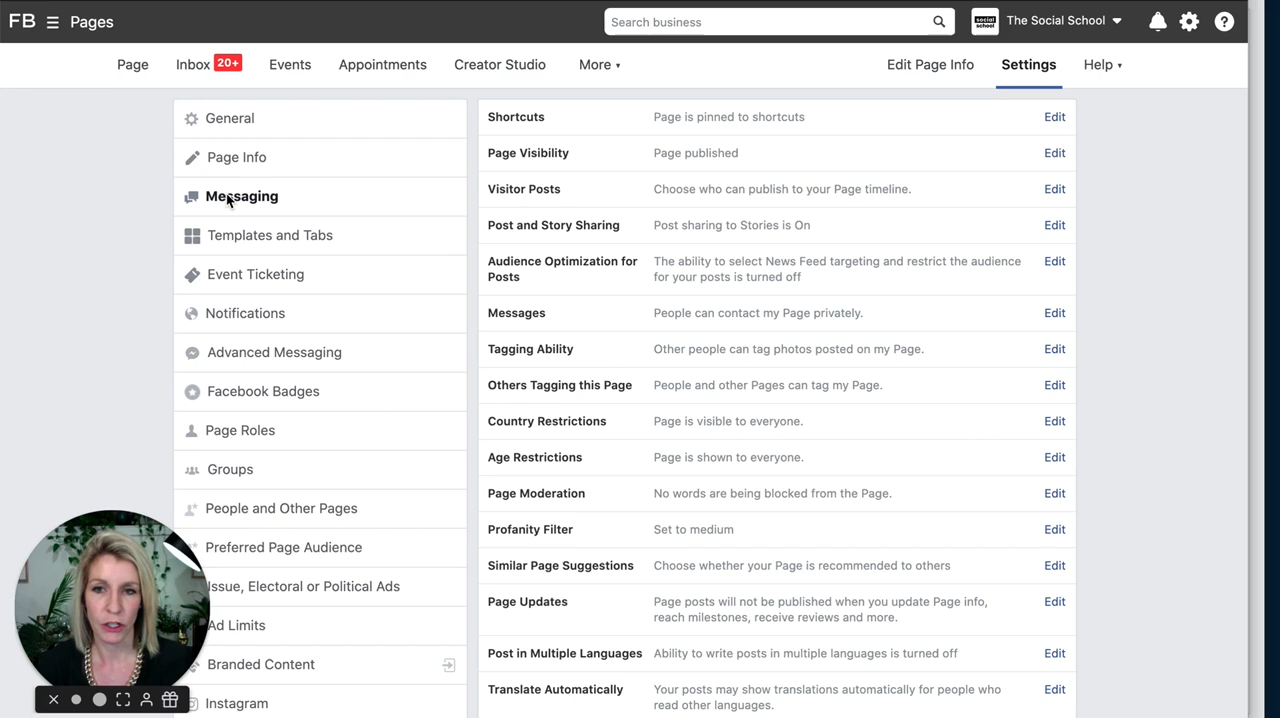 FB Pages Search business social school The Social School
Page Inbox 20+ Events Appointments Creator Studio More Edit Page Info Settings Help
General
Page Info
Messaging
Templates and Tabs
Event Ticketing
Notifications
Advanced Messaging
Facebook Badges
Page Roles
Groups
People and Other Pages
Preferred Page Audience
Issue, Electoral or Political Ads
Ad Limits
Branded Content
Instagram
Shortcuts Page is pinned to shortcuts Edit
Page Visibility Page published Edit
Visitor Posts Choose who can publish to your Page timeline. Edit
Post and Story Sharing Post sharing to Stories is On Edit
Audience Optimization for The ability to select News Feed targeting and restrict the audience Edit
Posts for your posts is turned off
Messages People can contact my Page privately. Edit
Tagging Ability Other people can tag photos posted on my Page. Edit
Others Tagging this Page People and other Pages can tag my Page. Edit
Country Restrictions Page is visible to everyone. Edit
Age Restrictions Page is shown to everyone. Edit
Page Moderation No words are being blocked from the Page. Edit
Profanity Filter Set to medium Edit
Similar Page Suggestions Choose whether your Page is recommended to others Edit
Page Updates Page posts will not be published when you update Page info, Edit
reach milestones, receive reviews and more.
Post in Multiple Languages Ability to write posts in multiple languages is turned off Edit
Translate Automatically Your posts may show translations automatically for people who Edit
read other languages.